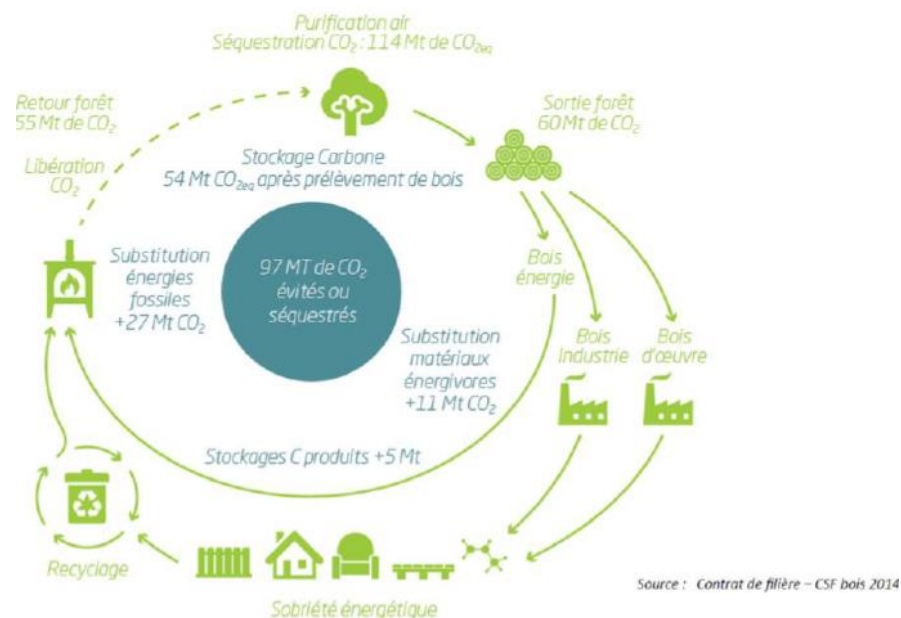 Purification air
Séquestration CO₂ : 114 Mt de CO₂eq
Retour forêt
55 Mt de CO₂
Libération
CO₂
Sortie forêt
60 Mt de CO₂
Stockage Carbone
54 Mt CO₂eq après prélèvement de bois
Substitution
énergies
fossiles
+27 Mt CO₂
97 MT de CO₂
évités ou
séquestrés
Bois
énergie
Substitution
matériaux
énergivores
+11 Mt CO₂
Bois
Industrie
Bois
d'œuvre
Stockages C produits +5 Mt
Recyclage
Sobriété énergétique
Source : Contrat de filière – CSF bois 2014